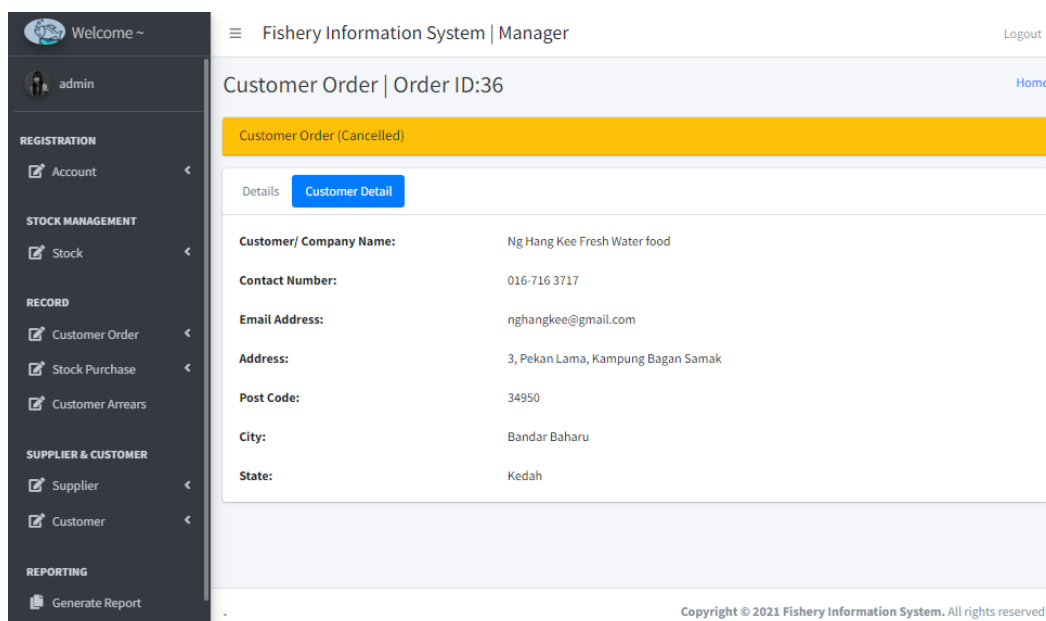 Welcome ~
≡ Fishery Information System | Manager
Logout
admin
Customer Order | Order ID:36
Home
REGISTRATION
Account
STOCK MANAGEMENT
Stock
RECORD
Customer Order
Stock Purchase
Customer Arrears
SUPPLIER & CUSTOMER
Supplier
Customer
REPORTING
Generate Report
Customer Order (Cancelled)
Details Customer Detail
Customer/ Company Name: Ng Hang Kee Fresh Water food
Contact Number: 016-716 3717
Email Address: nghangkee@gmail.com
Address: 3, Pekan Lama, Kampung Bagan Samak
Post Code: 34950
City: Bandar Baharu
State: Kedah
. Copyright © 2021 Fishery Information System. All rights reserved